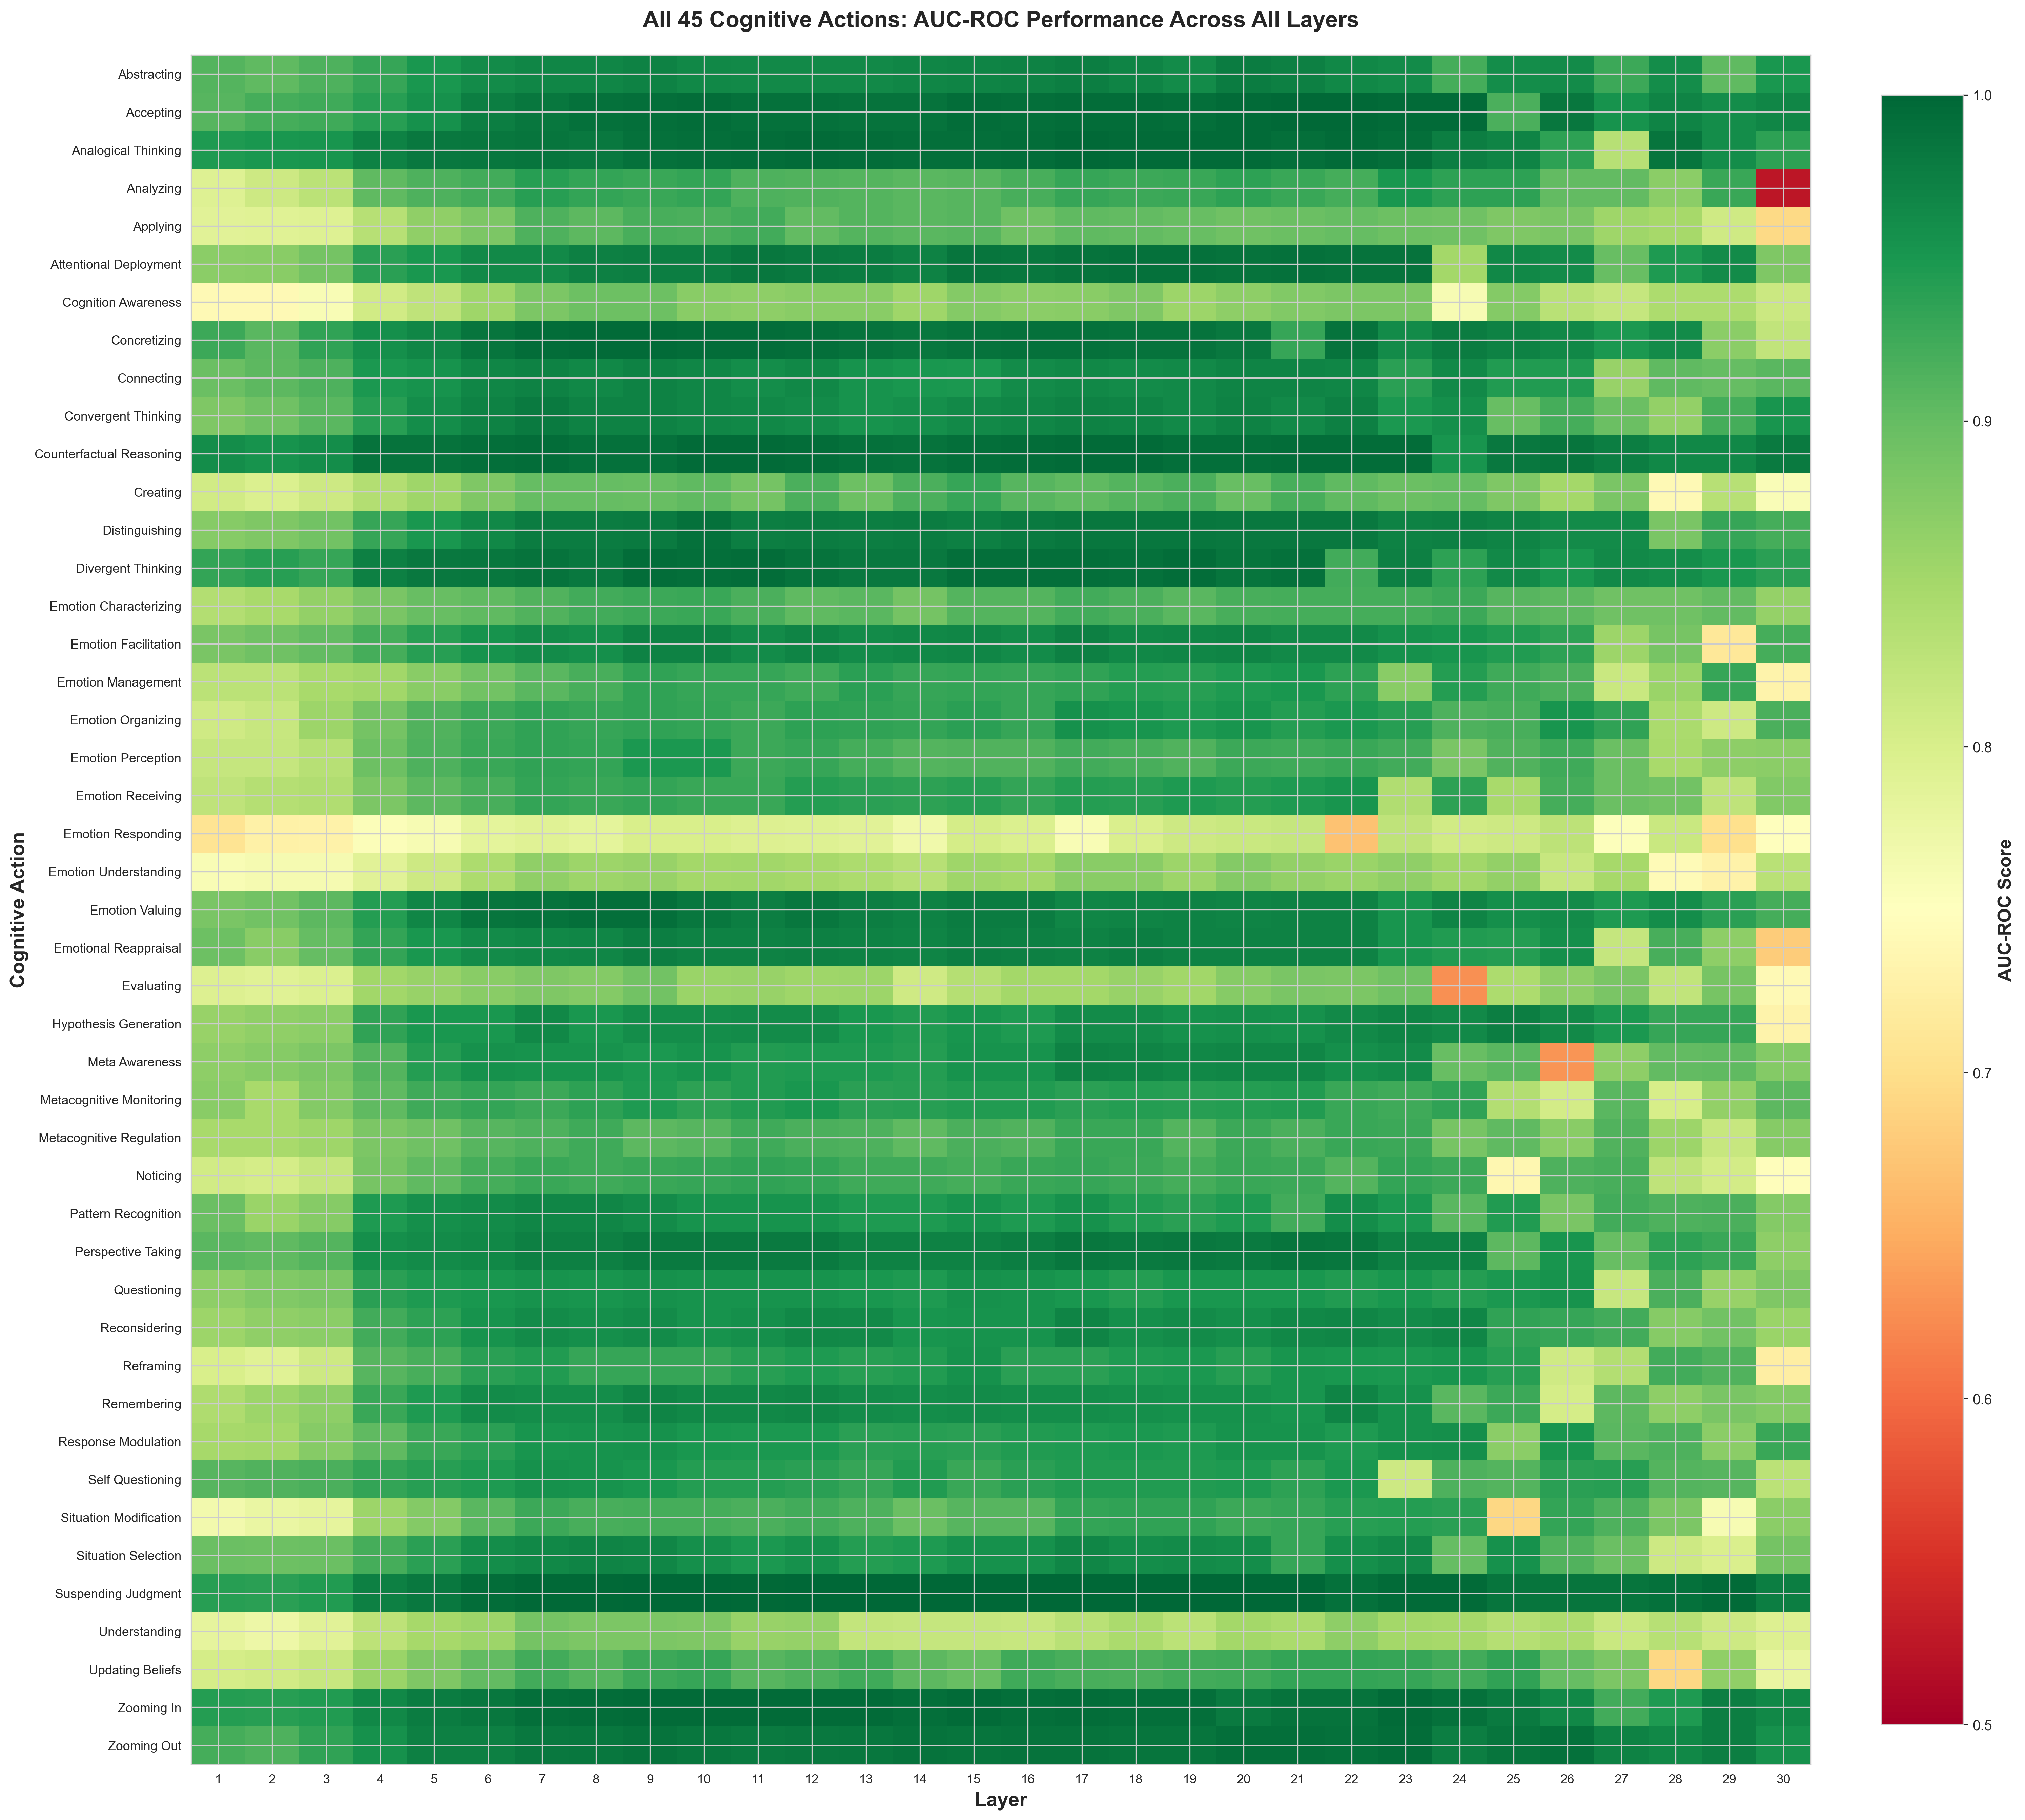 All 45 Cognitive Actions: AUC-ROC Performance Across All Layers
Cognitive Action
Abstracting
Accepting
Analogical Thinking
Analyzing
Applying
Attentional Deployment
Cognition Awareness
Concretizing
Connecting
Convergent Thinking
Counterfactual Reasoning
Creating
Distinguishing
Divergent Thinking
Emotion Characterizing
Emotion Facilitation
Emotion Management
Emotion Organizing
Emotion Perception
Emotion Receiving
Emotion Responding
Emotion Understanding
Emotion Valuing
Emotional Reappraisal
Evaluating
Hypothesis Generation
Meta Awareness
Metacognitive Monitoring
Metacognitive Regulation
Noticing
Pattern Recognition
Perspective Taking
Questioning
Reconsidering
Reframing
Remembering
Response Modulation
Self Questioning
Situation Modification
Situation Selection
Suspending Judgment
Understanding
Updating Beliefs
Zooming In
Zooming Out
1 2 3 4 5 6 7 8 9 10 11 12 13 14 15 16 17 18 19 20 21 22 23 24 25 26 27 28 29 30
Layer
1.0
0.9
0.8
0.7
0.6
0.5
AUC-ROC Score